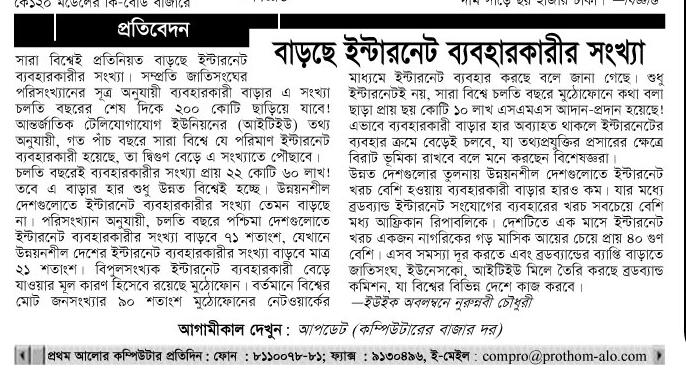 কে১২০ মডেলের কি-বোর্ড বাজারে
দাম সাড়ে ছয় হাজার টাকা। —বিজ্ঞপ্তি
প্রতিবেদন
বাড়ছে ইন্টারনেট ব্যবহারকারীর সংখ্যা
সারা বিশ্বেই প্রতিনিয়ত বাড়ছে ইন্টারনেট
ব্যবহারকারীর সংখ্যা। সম্প্রতি জাতিসংঘের
পরিসংখ্যানের সূত্র অনুযায়ী ব্যবহারকারী বাড়ার এ সংখ্যা
চলতি বছরের শেষ দিকে ২০০ কোটি ছাড়িয়ে যাবে!
আন্তর্জাতিক টেলিযোগাযোগ ইউনিয়নের (আইটিইউ) তথ্য
অনুযায়ী, গত পাঁচ বছরে সারা বিশ্বে যে পরিমাণ ইন্টারনেট
ব্যবহারকারী হয়েছে, তা দ্বিগুণ বেড়ে এ সংখ্যাতে পৌঁছাবে।
চলতি বছরেই ব্যবহারকারীর সংখ্যা প্রায় ২২ কোটি ৬০ লাখ!
তবে এ বাড়ার হার শুধু উন্নত বিশ্বেই হচ্ছে। উন্নয়নশীল
দেশগুলোতে ইন্টারনেট ব্যবহারকারীর সংখ্যা তেমন বাড়ছে
না। পরিসংখ্যান অনুযায়ী, চলতি বছরে পশ্চিমা দেশগুলোতে
ইন্টারনেট ব্যবহারকারীর সংখ্যা বাড়বে ৭১ শতাংশ, যেখানে
উন্নয়নশীল দেশের ইন্টারনেট ব্যবহারকারীর সংখ্যা বাড়বে মাত্র
২১ শতাংশ। বিপুলসংখ্যক ইন্টারনেট ব্যবহারকারী বেড়ে
যাওয়ার মূল কারণ হিসেবে রয়েছে মুঠোফোন। বর্তমানে বিশ্বের
মোট জনসংখ্যার ৯০ শতাংশ মুঠোফোনের নেটওয়ার্কের
মাধ্যমে ইন্টারনেট ব্যবহার করছে বলে জানা গেছে। শুধু
ইন্টারনেটই নয়, সারা বিশ্বে চলতি বছরে মুঠোফোনে কথা বলা
ছাড়া প্রায় ছয় কোটি ১০ লাখ এসএমএস আদান-প্রদান হয়েছে!
এভাবে ব্যবহারকারী বাড়ার হার অব্যাহত থাকলে ইন্টারনেটের
ব্যবহার ক্রমে বেড়েই চলবে, যা তথ্যপ্রযুক্তির প্রসারের ক্ষেত্রে
বিরাট ভূমিকা রাখবে বলে মনে করছেন বিশেষজ্ঞরা।
উন্নত দেশগুলোর তুলনায় উন্নয়নশীল দেশগুলোতে ইন্টারনেট
খরচ বেশি হওয়ায় ব্যবহারকারী বাড়ার হারও কম। যার মধ্যে
ব্রডব্যান্ড ইন্টারনেট সংযোগের ব্যবহারের খরচ সবচেয়ে বেশি
মধ্য আফ্রিকান রিপাবলিকে। দেশটিতে এক মাসে ইন্টারনেট
খরচ একজন নাগরিকের গড় মাসিক আয়ের চেয়ে প্রায় ৪০ গুণ
বেশি। এসব সমস্যা দূর করতে এবং ব্রডব্যান্ডের ব্যাপ্তি বাড়াতে
জাতিসংঘ, ইউনেসকো, আইটিইউ মিলে তৈরি করছে ব্রডব্যান্ড
কমিশন, যা বিশ্বের বিভিন্ন দেশে কাজ করবে।
—ইউইক অবলম্বনে নুরুন্নবী চৌধুরী
আগামীকাল দেখুন : আপডেট (কম্পিউটারের বাজার দর)
প্রথম আলোর কম্পিউটার প্রতিদিন : ফোন : ৮১১০০৭৮-৮১; ফ্যাক্স : ৯১৩০৪৯৬, ই-মেইল : compro@prothom-alo.com